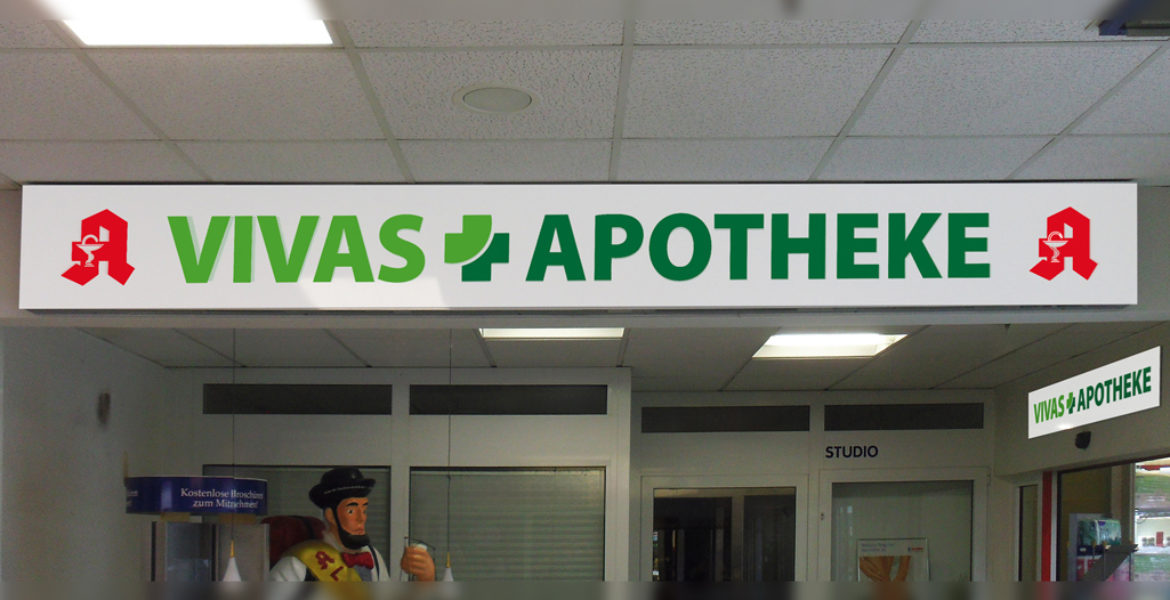 VIVAS APOTHEKE
VIVAS APOTHEKE
STUDIO
Kostenlose Broschüren
zum Mitnehmen!